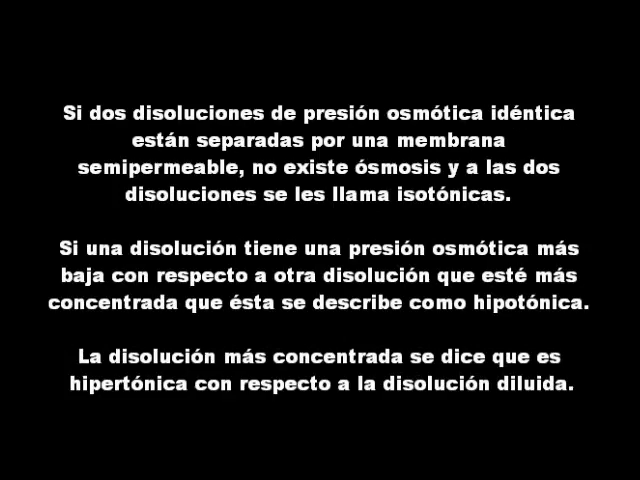 Si dos disoluciones de presión osmótica idéntica
están separadas por una membrana
semipermeable, no existe ósmosis y a las dos
disoluciones se les llama isotónicas.
Si una disolución tiene una presión osmótica más
baja con respecto a otra disolución que esté más
concentrada que ésta se describe como hipotónica.
La disolución más concentrada se dice que es
hipertónica con respecto a la disolución diluida.